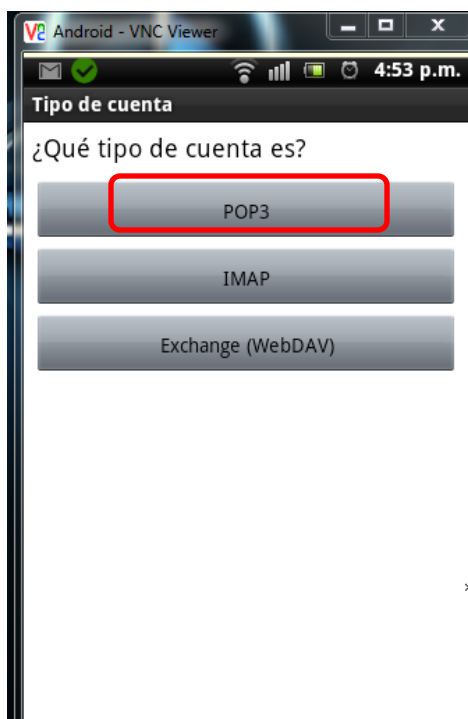 Android - VNC Viewer
4:53 p.m.
Tipo de cuenta
¿Qué tipo de cuenta es?
POP3
IMAP
Exchange (WebDAV)